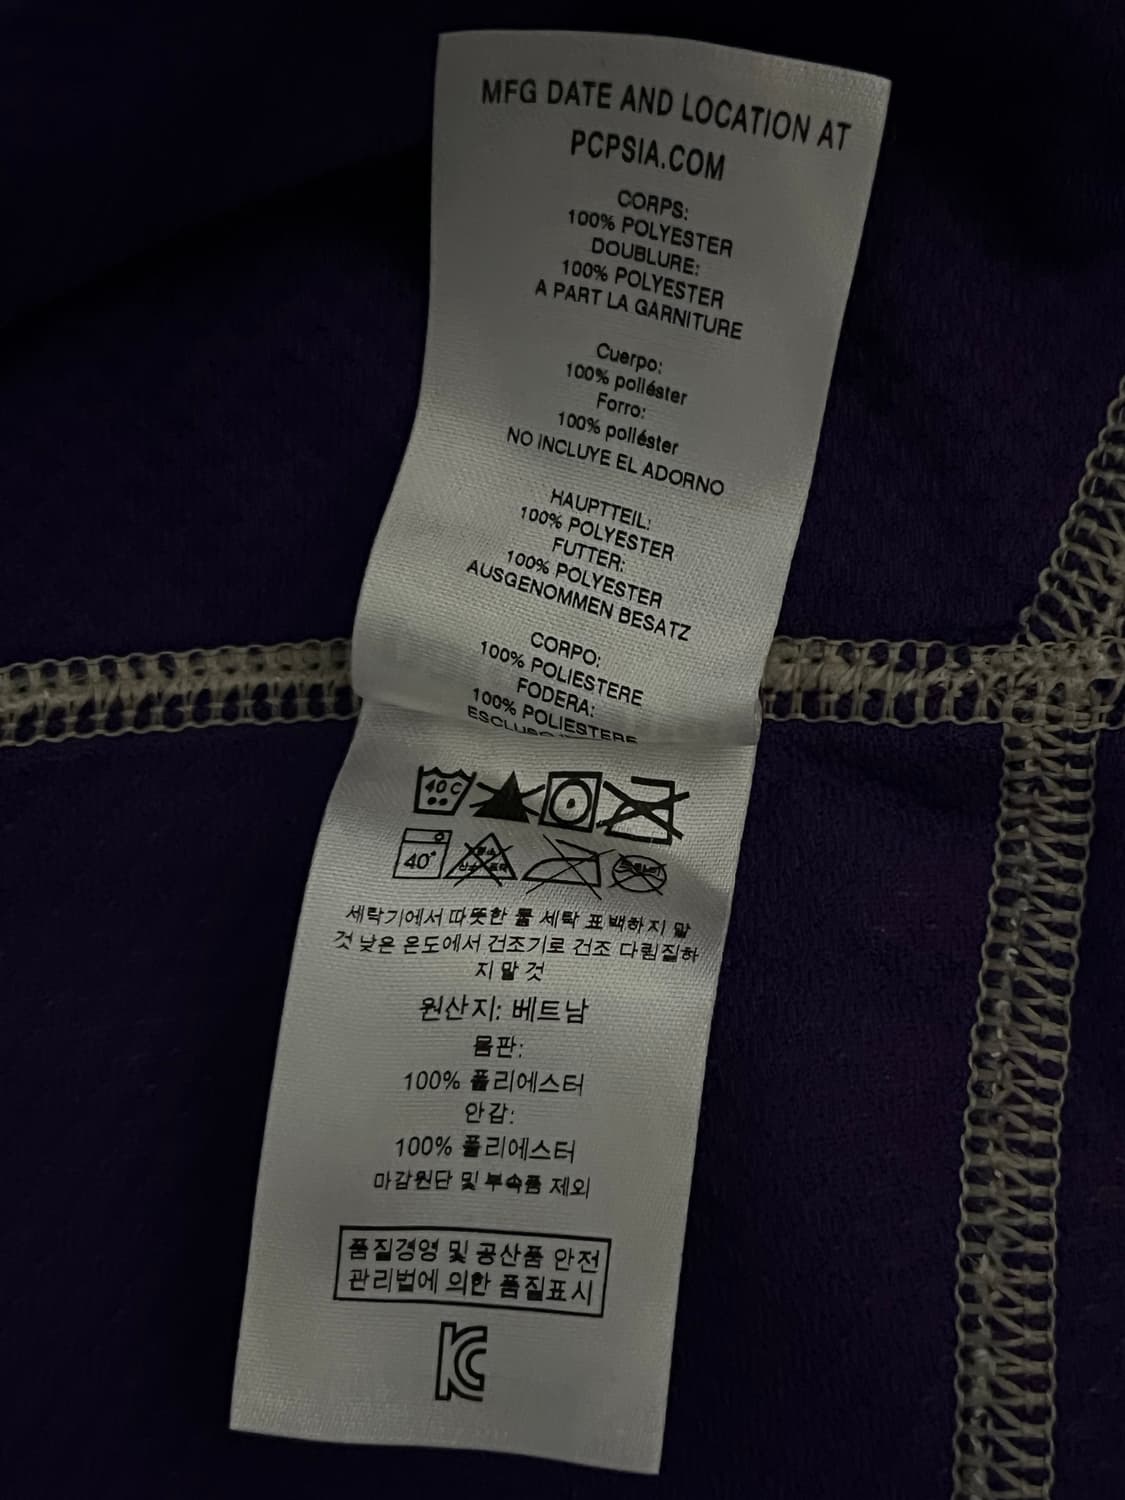 MFG DATE AND LOCATION AT
PCPSIA.COM
CORPS:
100% POLYESTER
DOUBLURE:
100% POLYESTER
A PART LA GARNITURE
Cuerpo:
100% poliéster
Forro:
100% poliéster
NO INCLUYE EL ADORNO
HAUPTTEIL:
100% POLYESTER
FUTTER:
100% POLYESTER
AUSGENOMMEN BESATZ
CORPO:
100% POLIESTERE
FODERA:
100% POLIESTERE
40 C
40°
세탁기에서 따뜻한 물 세탁 표백하지 말
것 낮은 온도에서 건조기로 건조 다림질하
지 말 것
원산지: 베트남
몸판:
100% 폴리에스터
안감:
100% 폴리에스터
마감원단 및 부속품 제외
품질경영 및 공산품 안전
관리법에 의한 품질표시
KC